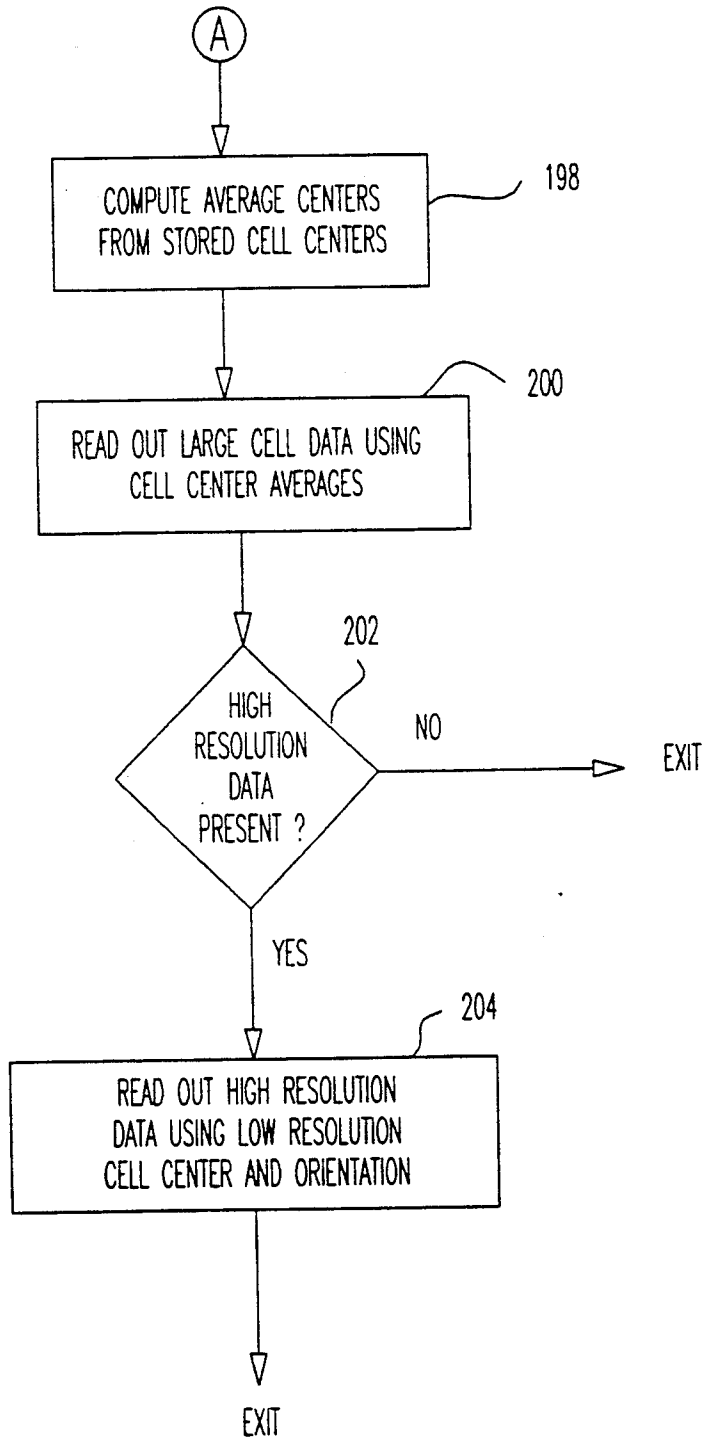 A
COMPUTE AVERAGE CENTERS
FROM STORED CELL CENTERS
198
READ OUT LARGE CELL DATA USING
CELL CENTER AVERAGES
200
HIGH
RESOLUTION
DATA
PRESENT ?
202
NO
EXIT
YES
READ OUT HIGH RESOLUTION
DATA USING LOW RESOLUTION
CELL CENTER AND ORIENTATION
204
EXIT